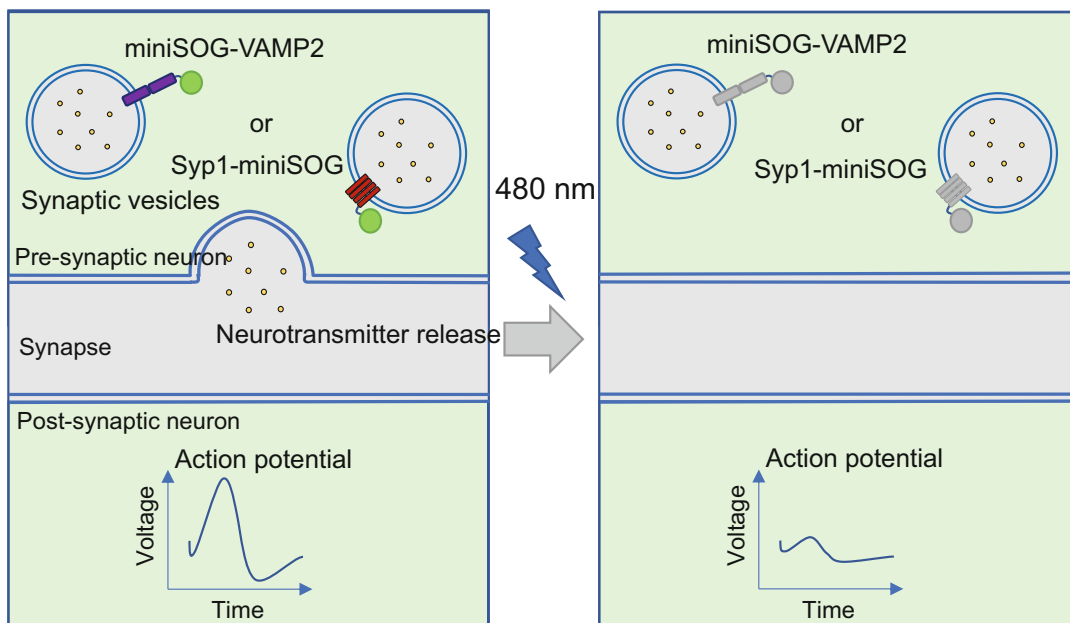 miniSOG-VAMP2
or
Syp1-miniSOG
Synaptic vesicles
Pre-synaptic neuron
Neurotransmitter release
Synapse
Post-synaptic neuron
Action potential
Voltage
Time
480 nm
miniSOG-VAMP2
or
Syp1-miniSOG
Action potential
Voltage
Time